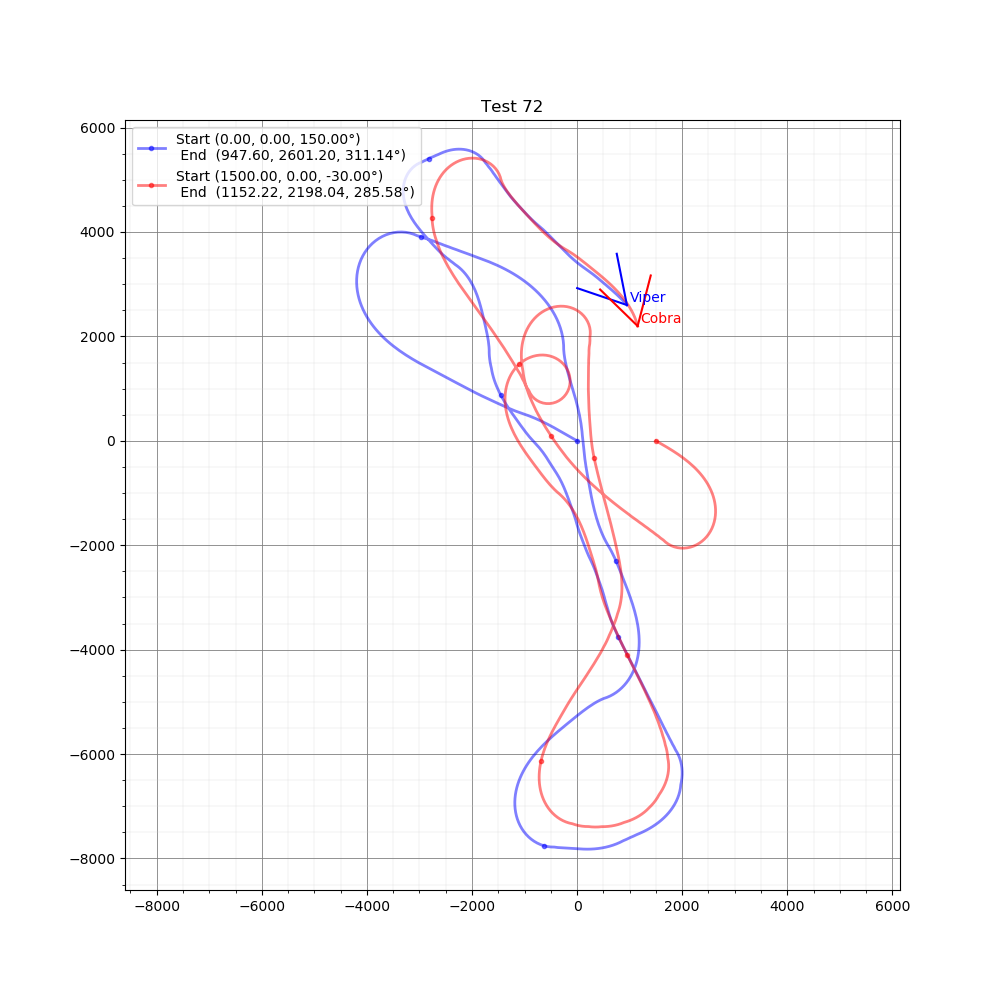 Test 72
Start (0.00, 0.00, 150.00°)
End  (947.60, 2601.20, 311.14°)
Start (1500.00, 0.00, -30.00°)
End  (1152.22, 2198.04, 285.58°)
6000
4000
2000
0
−2000
−4000
−6000
−8000
Viper
Cobra
−8000 −6000 −4000 −2000 0 2000 4000 6000